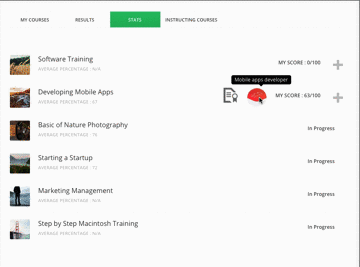 MY COURSES
RESULTS
STATS
INSTRUCTING COURSES
Software Training
AVERAGE PERCENTAGE : N/A
MY SCORE : 0/100
Mobile apps developer
Developing Mobile Apps
AVERAGE PERCENTAGE : 67
MY SCORE : 63/100
Basic of Nature Photography
AVERAGE PERCENTAGE : 75
In Progress
Starting a Startup
AVERAGE PERCENTAGE : 72
In Progress
Marketing Management
AVERAGE PERCENTAGE : N/A
In Progress
Step by Step Macintosh Training
AVERAGE PERCENTAGE : N/A
In Progress